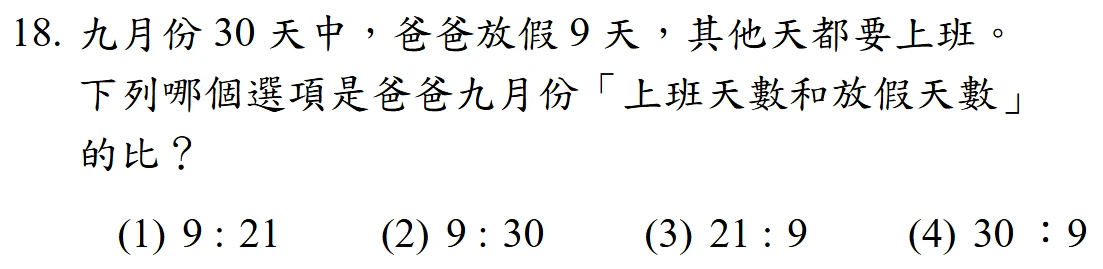 18. 九月份 30 天中，爸爸放假 9 天，其他天都要上班。
下列哪個選項是爸爸九月份「上班天數和放假天數」
的比？
(1) 9 : 21 (2) 9 : 30 (3) 21 : 9 (4) 30 ：9